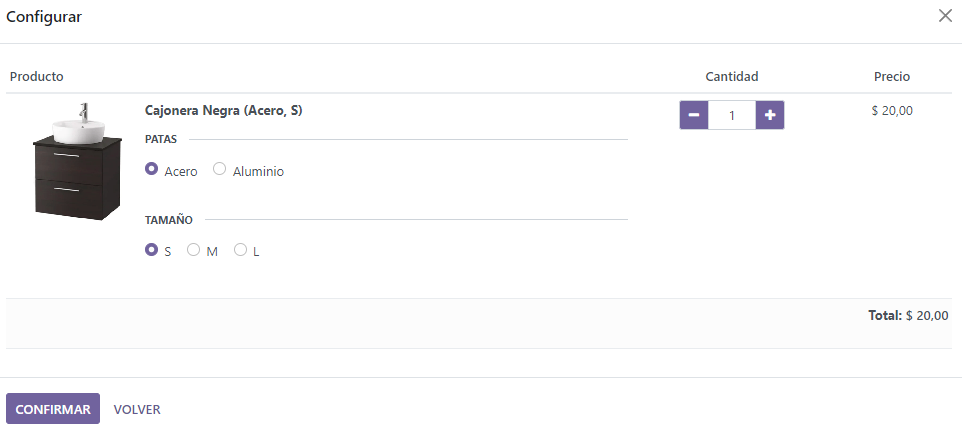 Configurar
Producto Cantidad Precio
Cajonera Negra (Acero, S) 1 $ 20,00
PATAS
Acero Aluminio
TAMAÑO
S M L
Total: $ 20,00
CONFIRMAR VOLVER